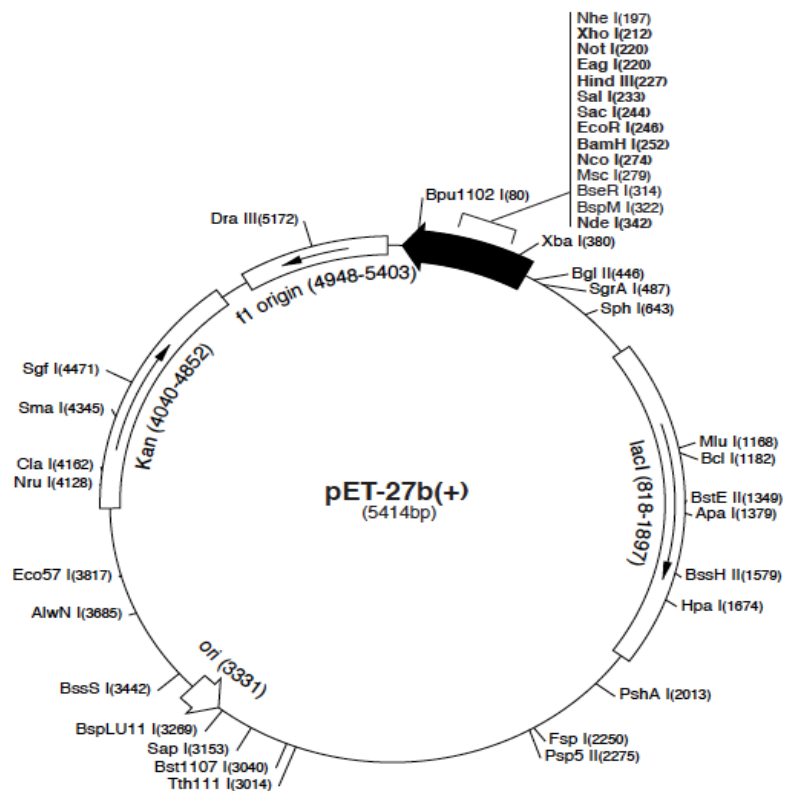 Nhe I(197)
Xho I(212)
Not I(220)
Eag I(220)
Hind III(227)
Sal I(233)
Sac I(244)
EcoR I(246)
BamH I(252)
Nco I(274)
Msc I(279)
BseR I(314)
BspM I(322)
Nde I(342)
Bpu1102 I(80)
Xba I(380)
Bgl II(446)
SgrA I(487)
Sph I(643)
lacI (818-1897)
Mlu I(1168)
Bcl I(1182)
BstE II(1349)
Apa I(1379)
BssH II(1579)
Hpa I(1674)
PshA I(2013)
Fsp I(2250)
Psp5 II(2275)
Dra III(5172)
f1 origin (4948-5403)
Sgf I(4471)
Sma I(4345)
Kan (4040-4852)
Cla I(4162)
Nru I(4128)
pET-27b(+)
(5414bp)
Eco57 I(3817)
AlwN I(3685)
ori (3331)
BssS I(3442)
BspLU11 I(3269)
Sap I(3153)
Bst1107 I(3040)
Tth111 I(3014)